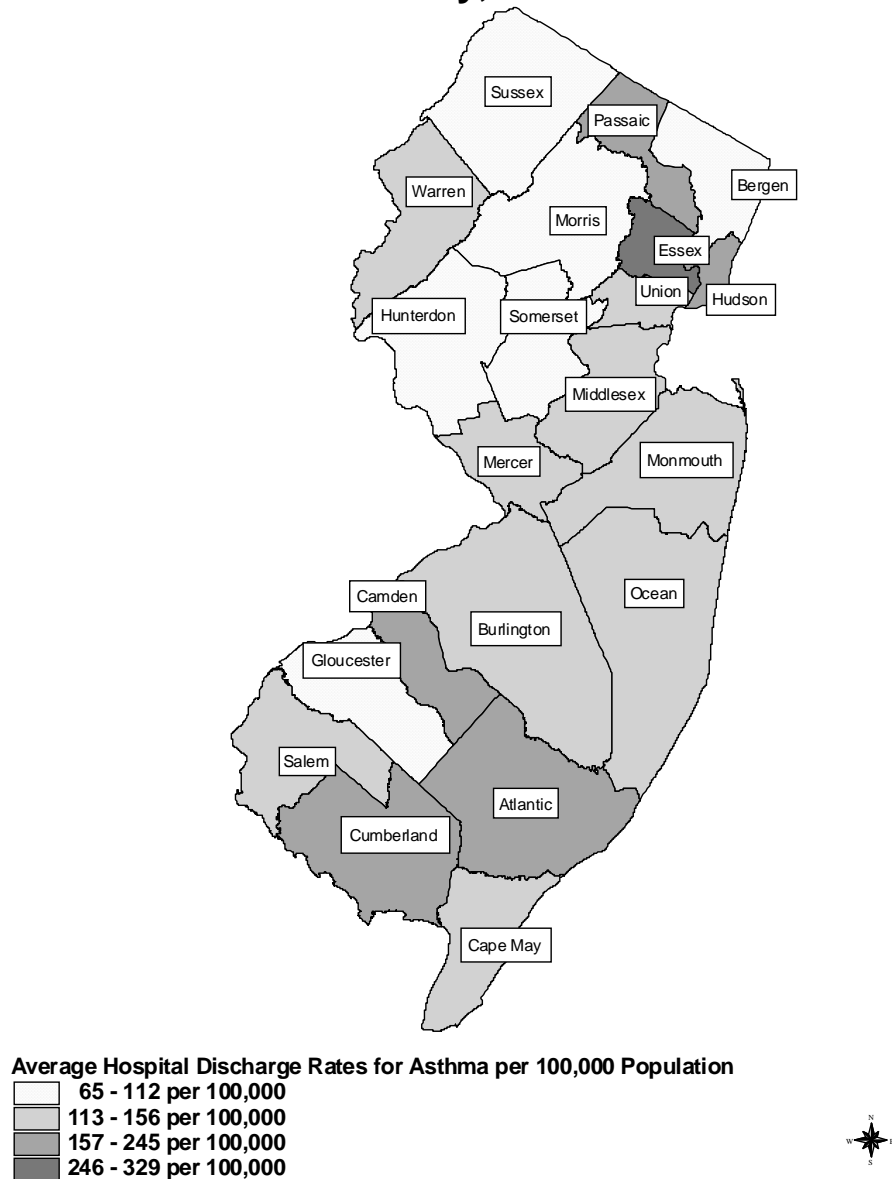 Sussex
Passaic
Bergen
Warren
Morris
Essex
Union
Hudson
Hunterdon
Somerset
Middlesex
Mercer
Monmouth
Camden
Ocean
Burlington
Gloucester
Salem
Atlantic
Cumberland
Cape May
Average Hospital Discharge Rates for Asthma per 100,000 Population
65 - 112 per 100,000
113 - 156 per 100,000
157 - 245 per 100,000
246 - 329 per 100,000
N
W
E
S